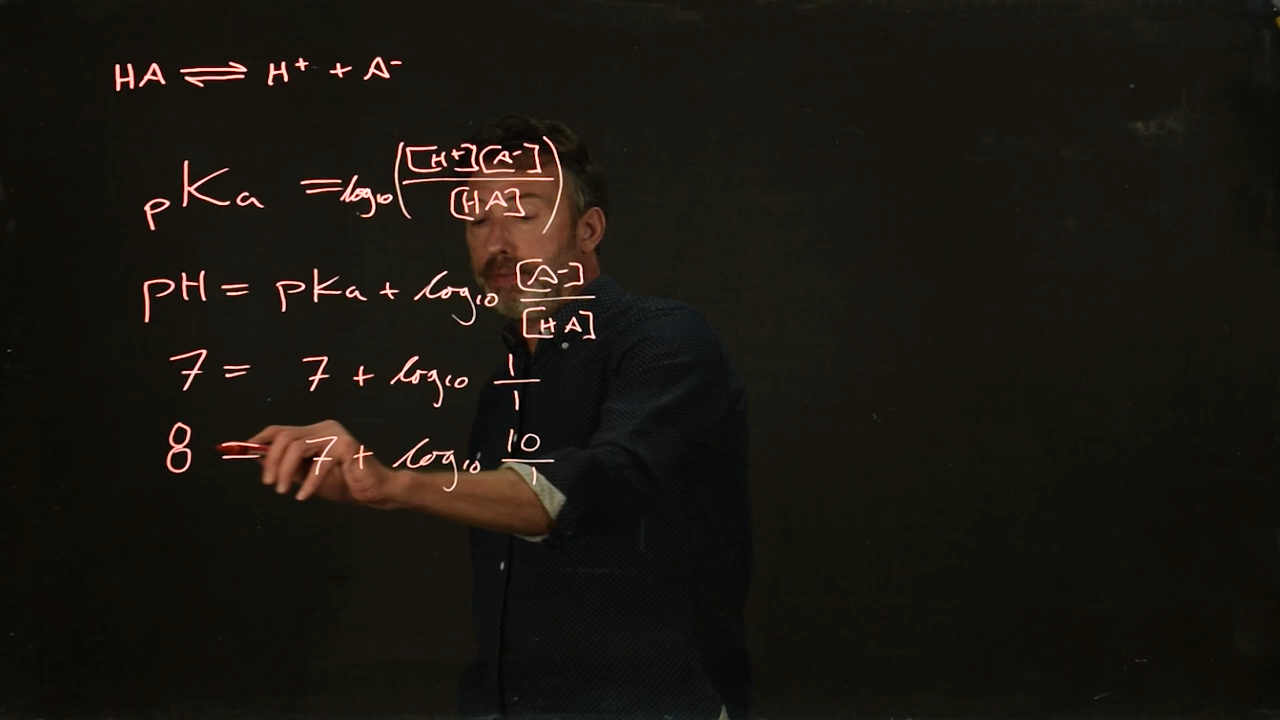 HA ⇌ H⁺ + A⁻
pKa = log₁₀([H⁺][A⁻]/[HA])
pH = pKa + log₁₀ [A⁻]/[HA]
7 = 7 + log₁₀ 1/1
8 = 7 + log₁₀ 10/1